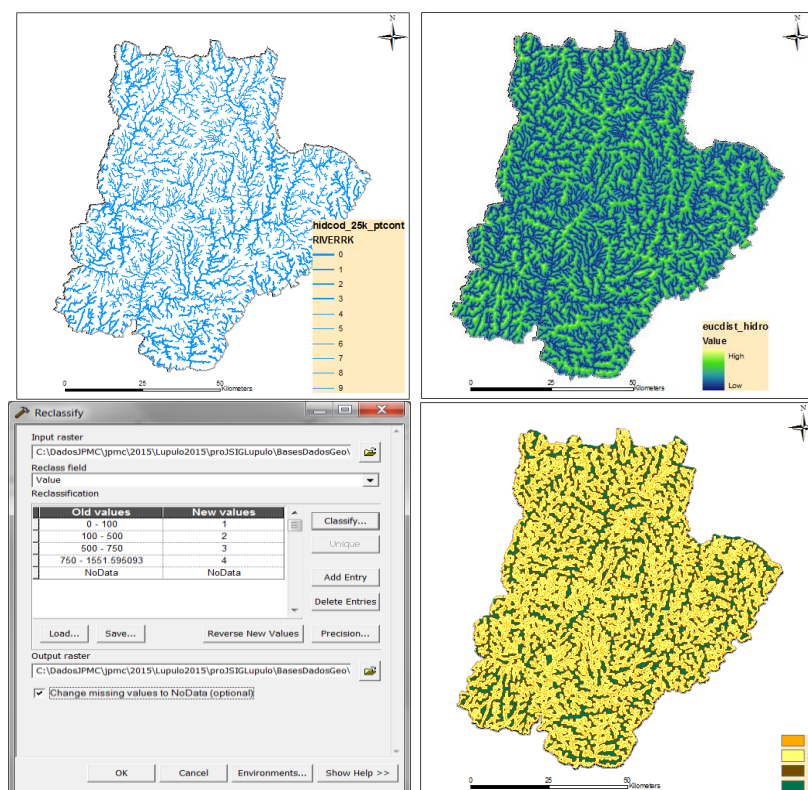 N
hidcod_25k_ptcont
RIVERRK
0
1
2
3
4
5
6
7
8
9
0 25 50
Kilometers
N
eucdist_hidro
Value
High
Low
0 25 50
Kilometers
Reclassify
Input raster
C:\DadosJPMC\jpmc\2015\Lupulo2015\proJSIGLupulo\BasesDadosGeo\
Reclass field
Value
Reclassification
Old values New values
0 - 100 1
100 - 500 2
500 - 750 3
750 - 1551.595093 4
NoData NoData
Classify...
Unique
Add Entry
Delete Entries
Load... Save... Reverse New Values Precision...
Output raster
C:\DadosJPMC\jpmc\2015\Lupulo2015\proJSIGLupulo\BasesDadosGeo\
Change missing values to NoData (optional)
OK Cancel Environments... Show Help >>
N
0 25 50
Kilometers